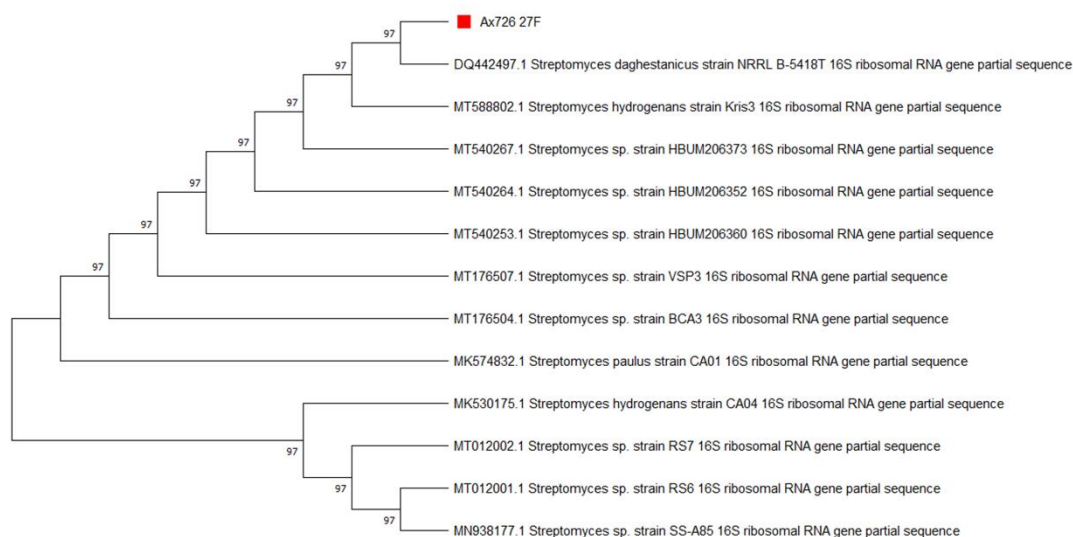 Ax726 27F
97
DQ442497.1 Streptomyces daghestanicus strain NRRL B-5418T 16S ribosomal RNA gene partial sequence
97
MT588802.1 Streptomyces hydrogenans strain Kris3 16S ribosomal RNA gene partial sequence
97
MT540267.1 Streptomyces sp. strain HBUM206373 16S ribosomal RNA gene partial sequence
97
MT540264.1 Streptomyces sp. strain HBUM206352 16S ribosomal RNA gene partial sequence
97
MT540253.1 Streptomyces sp. strain HBUM206360 16S ribosomal RNA gene partial sequence
97
MT176507.1 Streptomyces sp. strain VSP3 16S ribosomal RNA gene partial sequence
97
MT176504.1 Streptomyces sp. strain BCA3 16S ribosomal RNA gene partial sequence
MK574832.1 Streptomyces paulus strain CA01 16S ribosomal RNA gene partial sequence
MK530175.1 Streptomyces hydrogenans strain CA04 16S ribosomal RNA gene partial sequence
97
MT012002.1 Streptomyces sp. strain RS7 16S ribosomal RNA gene partial sequence
97
MT012001.1 Streptomyces sp. strain RS6 16S ribosomal RNA gene partial sequence
97
MN938177.1 Streptomyces sp. strain SS-A85 16S ribosomal RNA gene partial sequence